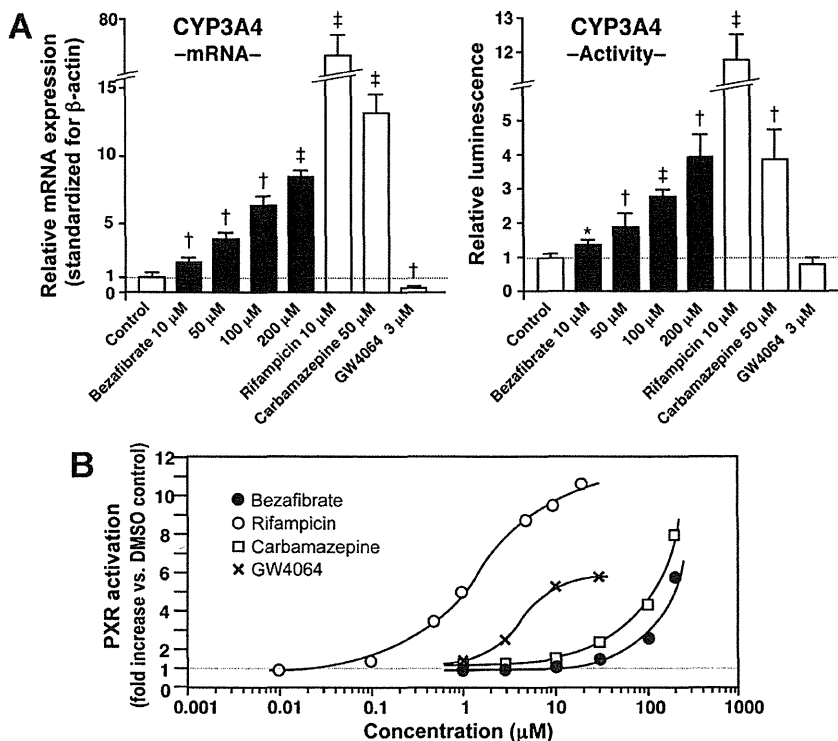 A
CYP3A4
–mRNA–
Relative mRNA expression
(standardized for β-actin)
80
15
10
5
1
0
†
†
†
‡
‡
‡
†
Control
Bezafibrate 10 μM
50 μM
100 μM
200 μM
Rifampicin 10 μM
Carbamazepine 50 μM
GW4064 3 μM
CYP3A4
–Activity–
Relative luminescence
13
12
5
4
3
2
1
0
*
†
‡
†
‡
†
Control
Bezafibrate 10 μM
50 μM
100 μM
200 μM
Rifampicin 10 μM
Carbamazepine 50 μM
GW4064 3 μM
B
PXR activation
(fold increase vs. DMSO control)
12
10
8
6
4
2
1
0
Bezafibrate
Rifampicin
Carbamazepine
GW4064
0.001
0.01
0.1
1
10
100
1000
Concentration (μM)